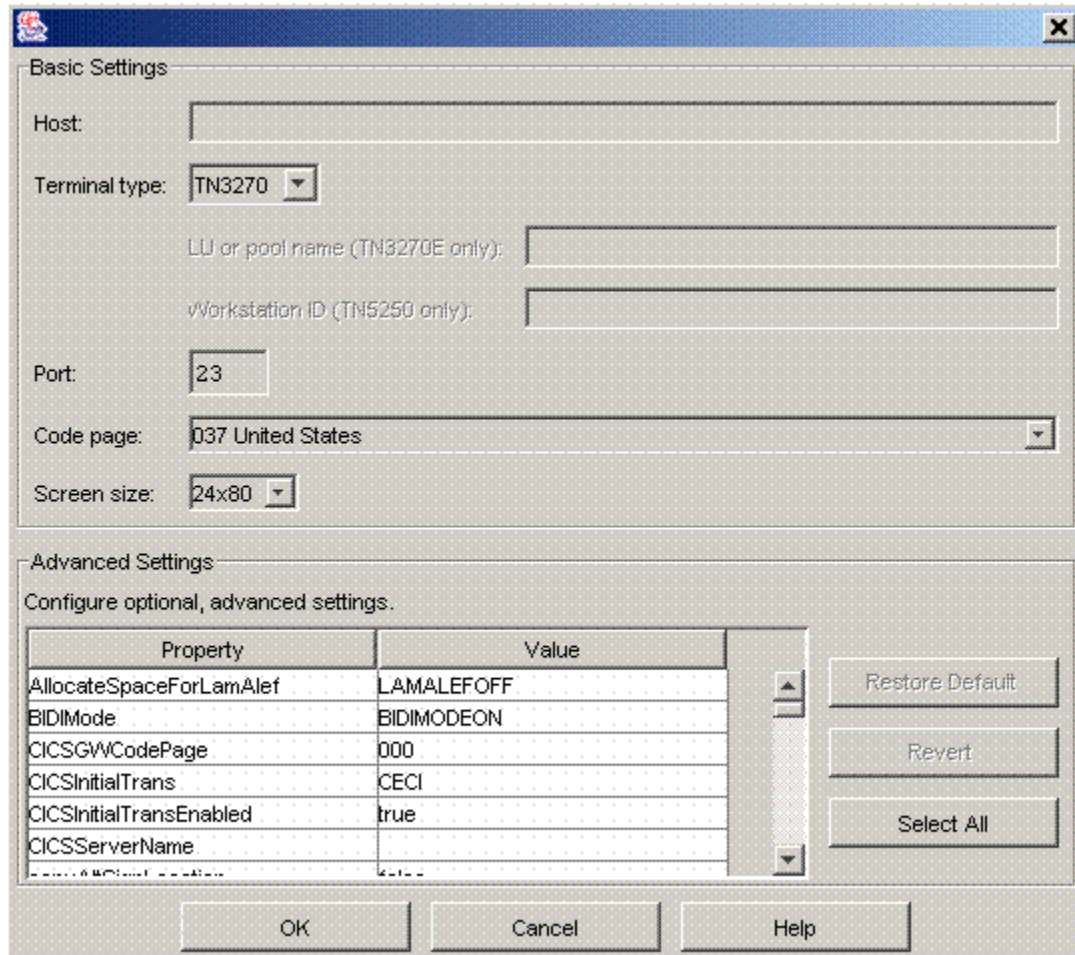 Basic Settings
Host:
Terminal type: TN3270
LU or pool name (TN3270E only):
Workstation ID (TN5250 only):
Port: 23
Code page: 037 United States
Screen size: 24x80
Advanced Settings
Configure optional, advanced settings.
Property Value
AllocateSpaceForLamAlef LAMALEFOFF
BIDIMode BIDIMODEON
CICSGWCodePage 000
CICSInitialTrans CECI
CICSInitialTransEnabled true
CICSServerName
Restore Default
Revert
Select All
OK Cancel Help